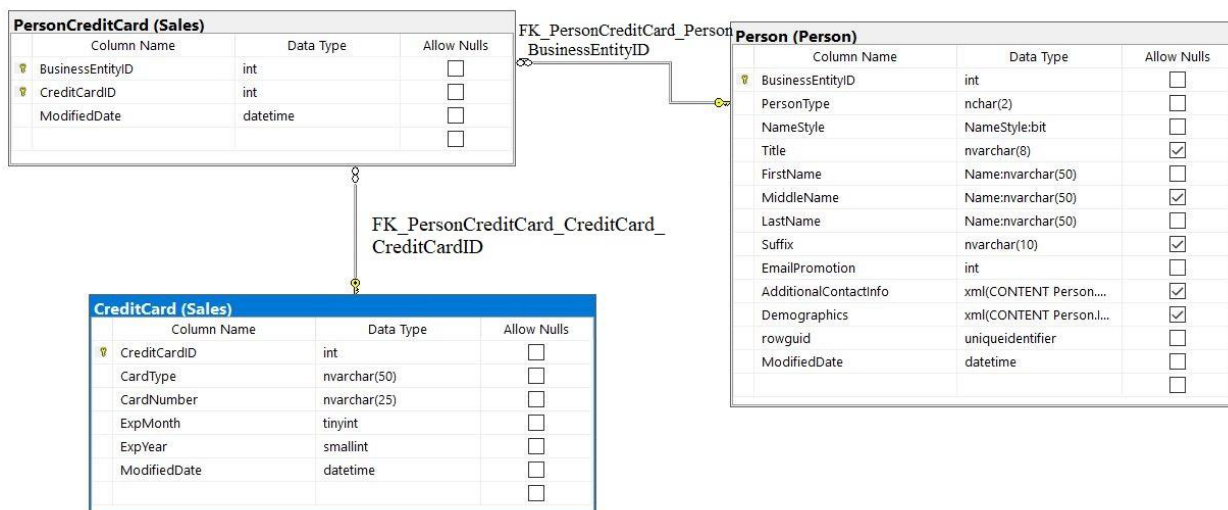 PersonCreditCard (Sales)
Column Name Data Type Allow Nulls
BusinessEntityID int
CreditCardID int
ModifiedDate datetime
FK_PersonCreditCard_Person
_BusinessEntityID
Person (Person)
Column Name Data Type Allow Nulls
BusinessEntityID int
PersonType nchar(2)
NameStyle NameStyle:bit
Title nvarchar(8)
FirstName Name:nvarchar(50)
MiddleName Name:nvarchar(50)
LastName Name:nvarchar(50)
Suffix nvarchar(10)
EmailPromotion int
AdditionalContactInfo xml(CONTENT Person....
Demographics xml(CONTENT Person.I...
rowguid uniqueidentifier
ModifiedDate datetime
FK_PersonCreditCard_CreditCard_
CreditCardID
CreditCard (Sales)
Column Name Data Type Allow Nulls
CreditCardID int
CardType nvarchar(50)
CardNumber nvarchar(25)
ExpMonth tinyint
ExpYear smallint
ModifiedDate datetime